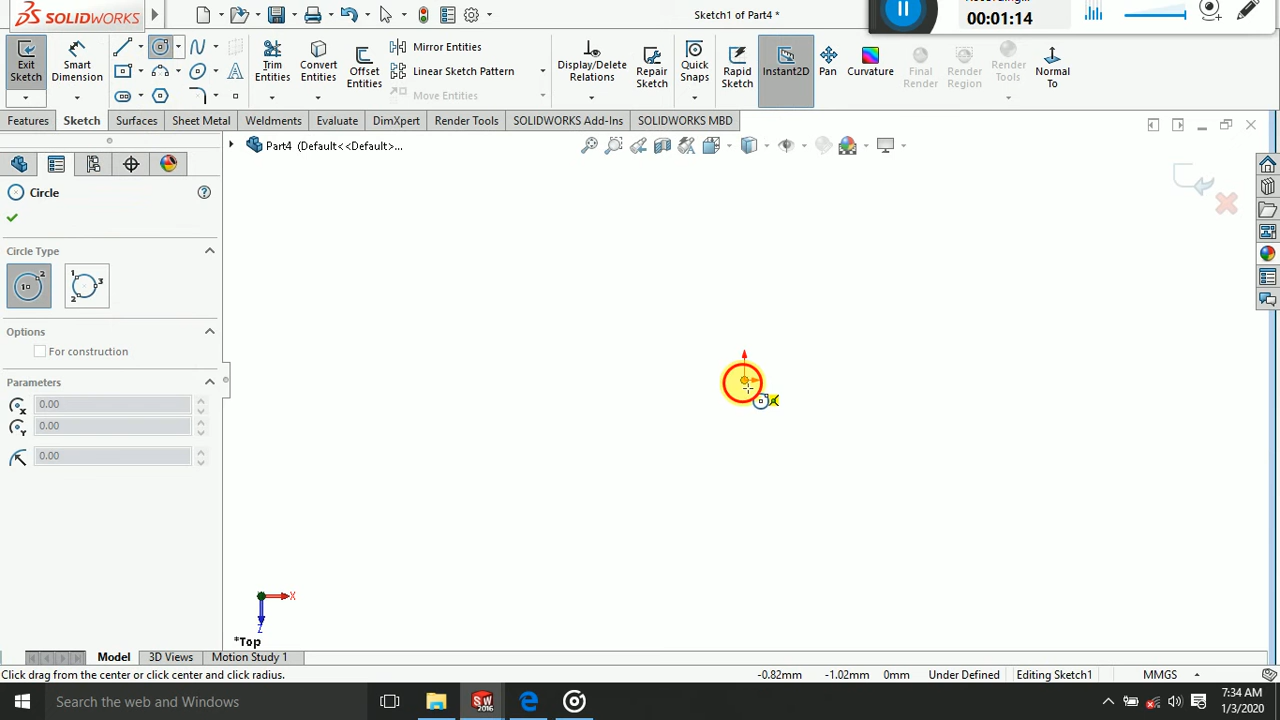 SOLIDWORKS
Sketch1 of Part4 *
Recording...
00:01:14
Exit Sketch
Smart Dimension
Trim Entities
Convert Entities
Offset Entities
Mirror Entities
Linear Sketch Pattern
Move Entities
Display/Delete Relations
Repair Sketch
Quick Snaps
Rapid Sketch
Instant2D
Pan
Curvature
Final Render
Render Region
Render Tools
Normal To
Features
Sketch
Surfaces
Sheet Metal
Weldments
Evaluate
DimXpert
Render Tools
SOLIDWORKS Add-Ins
SOLIDWORKS MBD
Part4 (Default<<Default>...
Circle
Circle Type
Options
For construction
Parameters
0.00
0.00
0.00
X
Z
*Top
Model
3D Views
Motion Study 1
Click drag from the center or click center and click radius.
-0.82mm
-1.02mm
0mm
Under Defined
Editing Sketch1
MMGS
Search the web and Windows
SW 2016
7:34 AM
1/3/2020